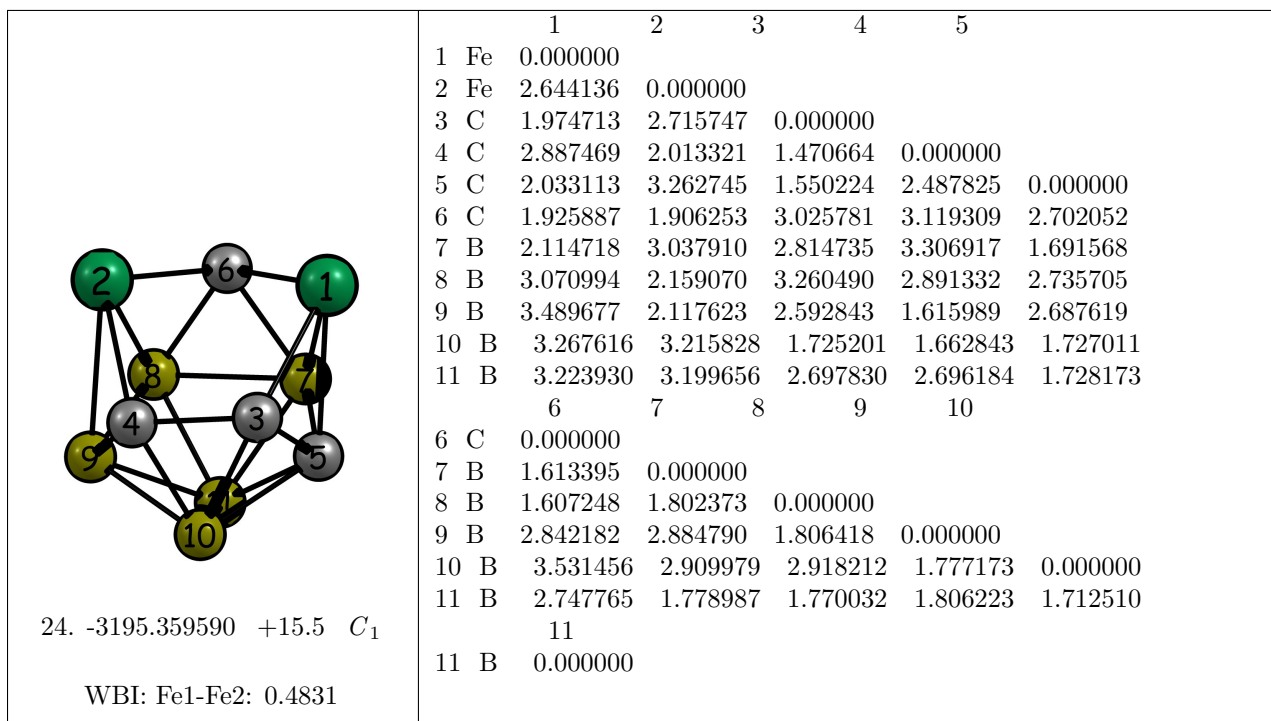 2 6 1
8 7
4 3
9 5
10
24. -3195.359590 +15.5 C1
WBI: Fe1-Fe2: 0.4831
1 2 3 4 5
1 Fe 0.000000
2 Fe 2.644136 0.000000
3 C 1.974713 2.715747 0.000000
4 C 2.887469 2.013321 1.470664 0.000000
5 C 2.033113 3.262745 1.550224 2.487825 0.000000
6 C 1.925887 1.906253 3.025781 3.119309 2.702052
7 B 2.114718 3.037910 2.814735 3.306917 1.691568
8 B 3.070994 2.159070 3.260490 2.891332 2.735705
9 B 3.489677 2.117623 2.592843 1.615989 2.687619
10 B 3.267616 3.215828 1.725201 1.662843 1.727011
11 B 3.223930 3.199656 2.697830 2.696184 1.728173
6 7 8 9 10
6 C 0.000000
7 B 1.613395 0.000000
8 B 1.607248 1.802373 0.000000
9 B 2.842182 2.884790 1.806418 0.000000
10 B 3.531456 2.909979 2.918212 1.777173 0.000000
11 B 2.747765 1.778987 1.770032 1.806223 1.712510
11
11 B 0.000000